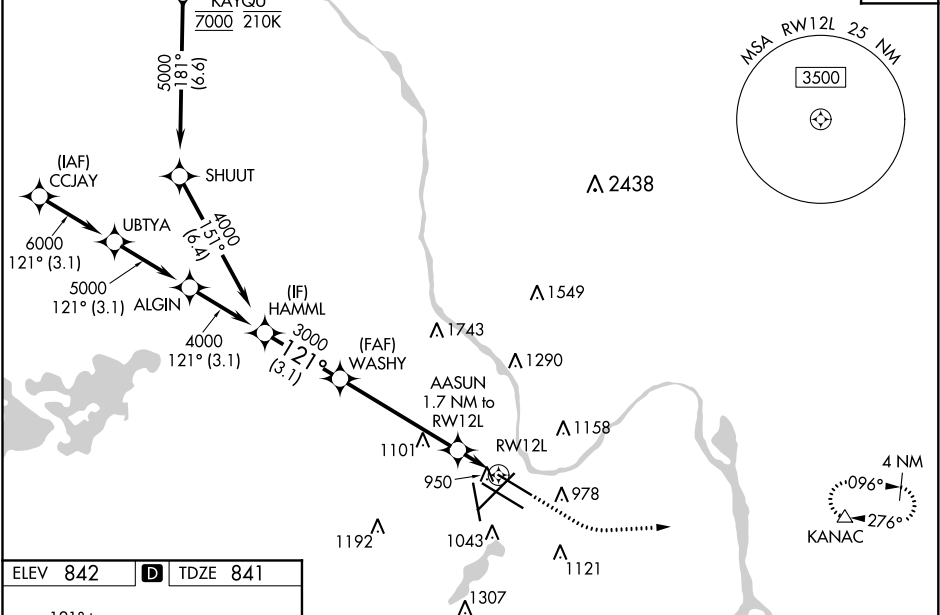 KAYQU
7000 210K
MSA RW12L 25 NM
3500
5000
181°
(6.6)
(IAF)
CCJAY
SHUUT
2438
UBTYA
4000
151°
(6.4)
6000
121° (3.1)
5000
121° (3.1)
ALGIN
(IF)
HAMML
1549
4000
121° (3.1)
3000
121°
(3.1)
1743
(FAF)
WASHY
1290
AASUN
1.7 NM to
RW12L
1158
1101
RW12L
950
978
4 NM
096°
276°
KANAC
1192
1043
1121
ELEV 842 D TDZE 841
1307